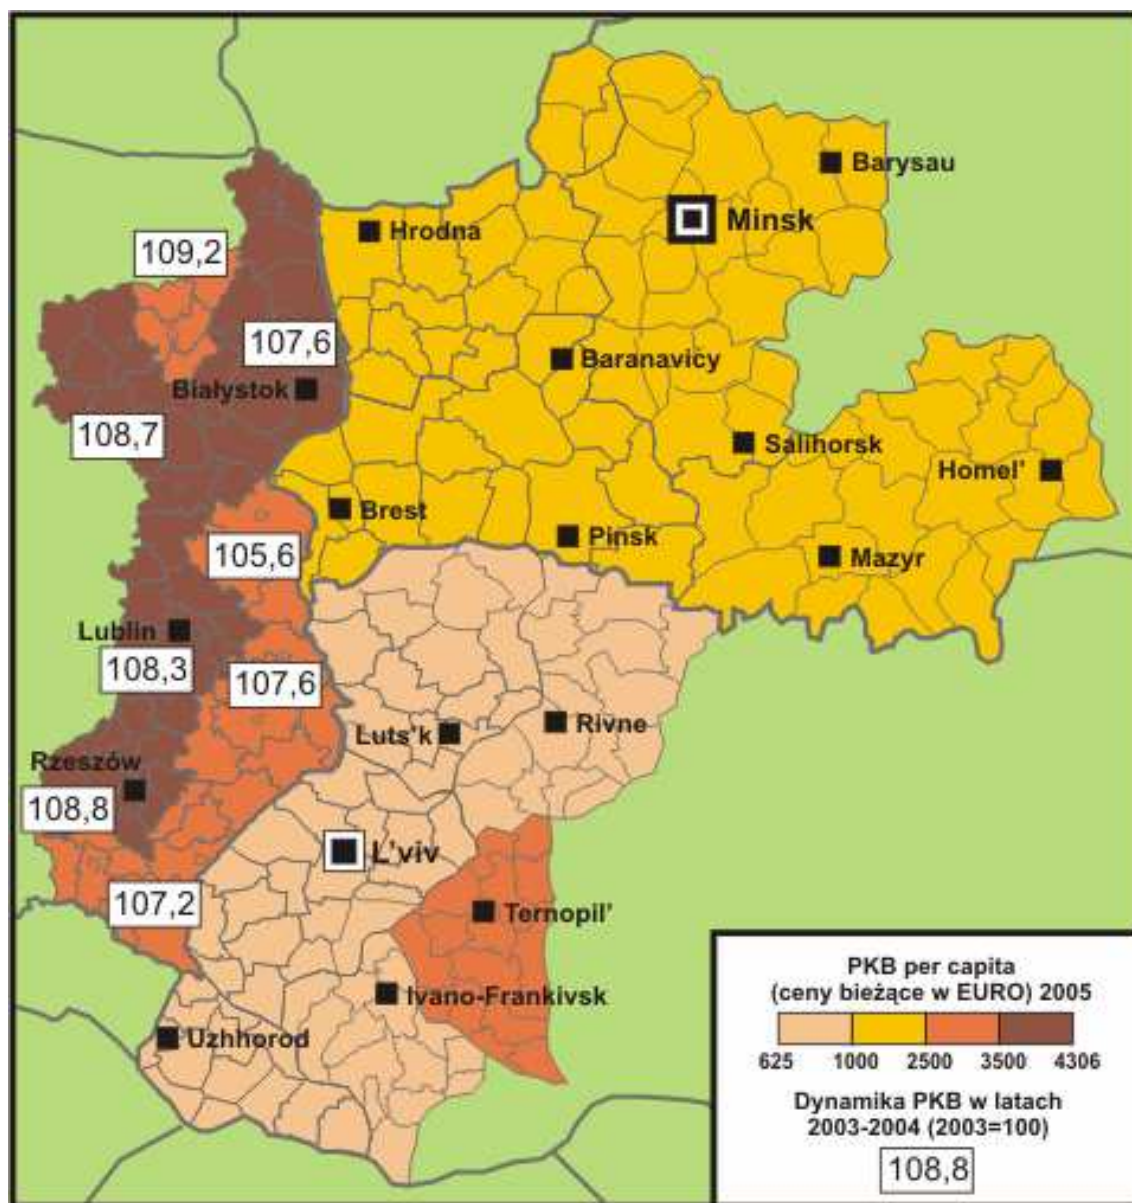 Barysau
Minsk
Hrodna
109,2
107,6
Baranavicy
Białystok
108,7
Salihorsk
Homel'
Brest
Pinsk
105,6
Mazyr
Lublin
108,3
107,6
Luts'k
Rivne
Rzeszów
108,8
L'viv
107,2
Ternopil'
Ivano-Frankivsk
Uzhhorod
PKB per capita
(ceny bieżące w EURO) 2005
625 1000 2500 3500 4306
Dynamika PKB w latach
2003-2004 (2003=100)
108,8